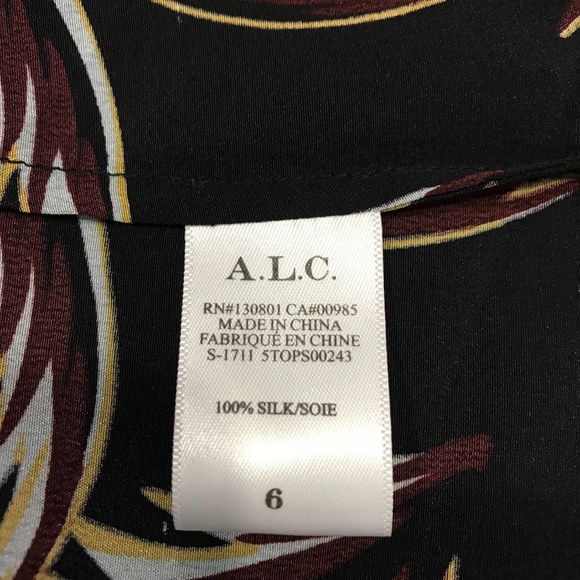 A.L.C.
RN#130801 CA#00985
MADE IN CHINA
FABRIQUÉ EN CHINE
S-1711 5TOPS00243
100% SILK/SOIE
6